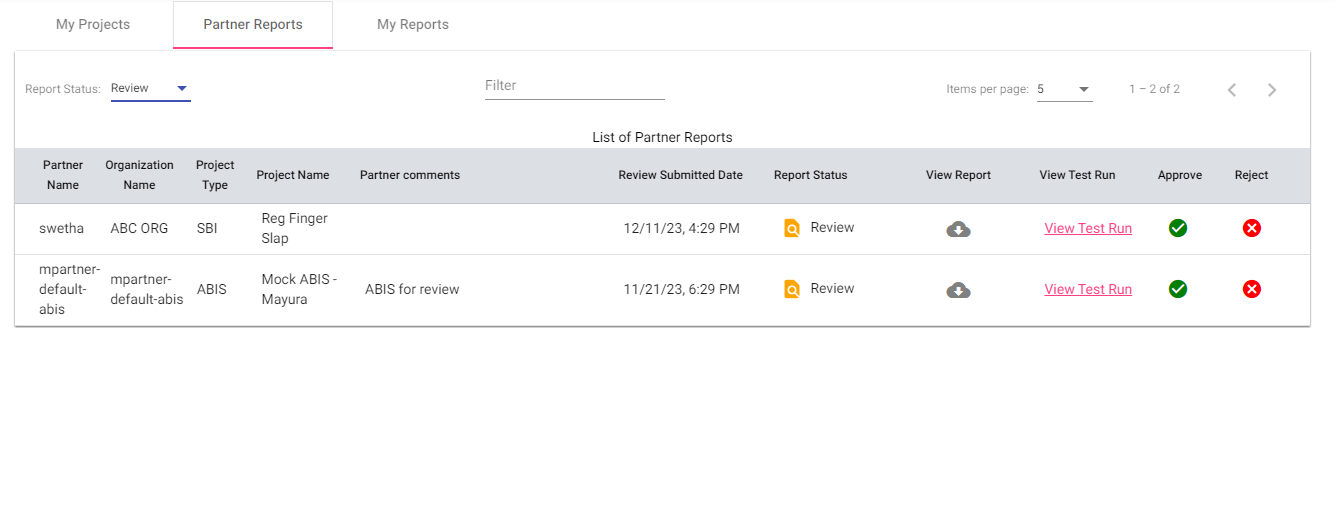 My Projects Partner Reports My Reports
Report Status: Review Filter Items per page: 5 1 – 2 of 2
List of Partner Reports
Partner Name Organization Name Project Type Project Name Partner comments Review Submitted Date Report Status View Report View Test Run Approve Reject
swetha ABC ORG SBI Reg Finger Slap 12/11/23, 4:29 PM Review View Test Run
mpartner-default-abis mpartner-default-abis ABIS Mock ABIS - Mayura ABIS for review 11/21/23, 6:29 PM Review View Test Run